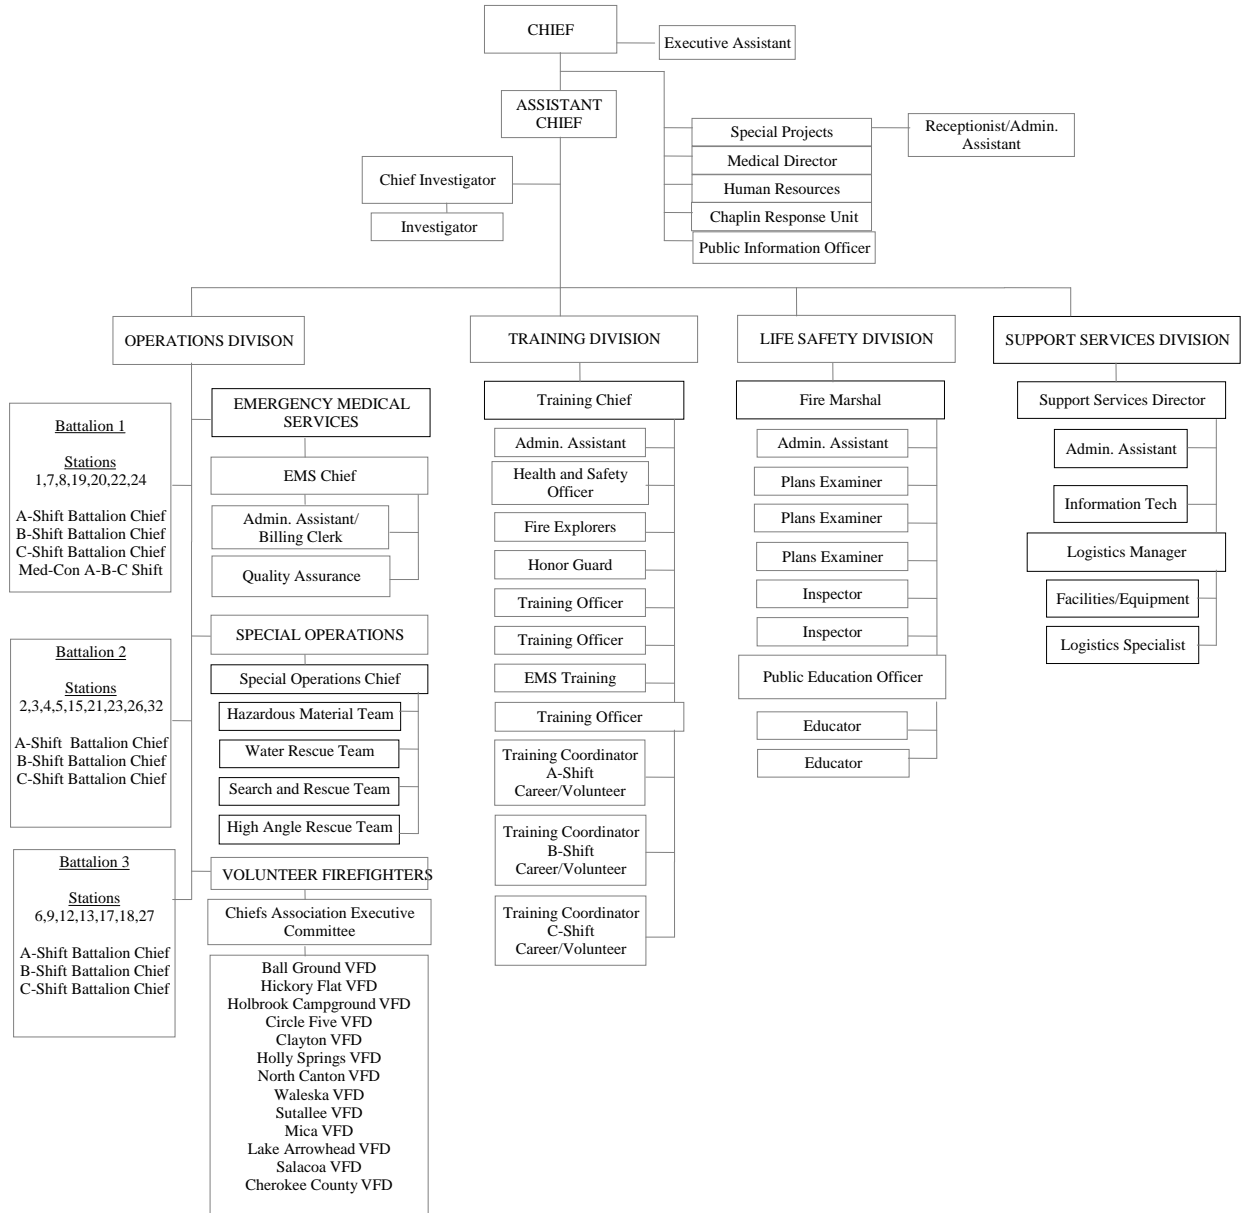 CHIEF
Executive Assistant
ASSISTANT
CHIEF
Special Projects
Receptionist/Admin.
Assistant
Medical Director
Chief Investigator
Human Resources
Chaplin Response Unit
Investigator
Public Information Officer
OPERATIONS DIVISON
TRAINING DIVISION
LIFE SAFETY DIVISION
SUPPORT SERVICES DIVISION
Battalion 1
Stations
1,7,8,19,20,22,24
A-Shift Battalion Chief
B-Shift Battalion Chief
C-Shift Battalion Chief
Med-Con A-B-C Shift
Battalion 2
Stations
2,3,4,5,15,21,23,26,32
A-Shift Battalion Chief
B-Shift Battalion Chief
C-Shift Battalion Chief
Battalion 3
Stations
6,9,12,13,17,18,27
A-Shift Battalion Chief
B-Shift Battalion Chief
C-Shift Battalion Chief
EMERGENCY MEDICAL
SERVICES
EMS Chief
Admin. Assistant/
Billing Clerk
Quality Assurance
SPECIAL OPERATIONS
Special Operations Chief
Hazardous Material Team
Water Rescue Team
Search and Rescue Team
High Angle Rescue Team
VOLUNTEER FIREFIGHTERS
Chiefs Association Executive
Committee
Ball Ground VFD
Hickory Flat VFD
Holbrook Campground VFD
Circle Five VFD
Clayton VFD
Holly Springs VFD
North Canton VFD
Waleska VFD
Sutallee VFD
Mica VFD
Lake Arrowhead VFD
Salacoa VFD
Cherokee County VFD
Training Chief
Admin. Assistant
Health and Safety
Officer
Fire Explorers
Honor Guard
Training Officer
Training Officer
EMS Training
Training Officer
Training Coordinator
A-Shift
Career/Volunteer
Training Coordinator
B-Shift
Career/Volunteer
Training Coordinator
C-Shift
Career/Volunteer
Fire Marshal
Admin. Assistant
Plans Examiner
Plans Examiner
Plans Examiner
Inspector
Inspector
Public Education Officer
Educator
Educator
Support Services Director
Admin. Assistant
Information Tech
Logistics Manager
Facilities/Equipment
Logistics Specialist